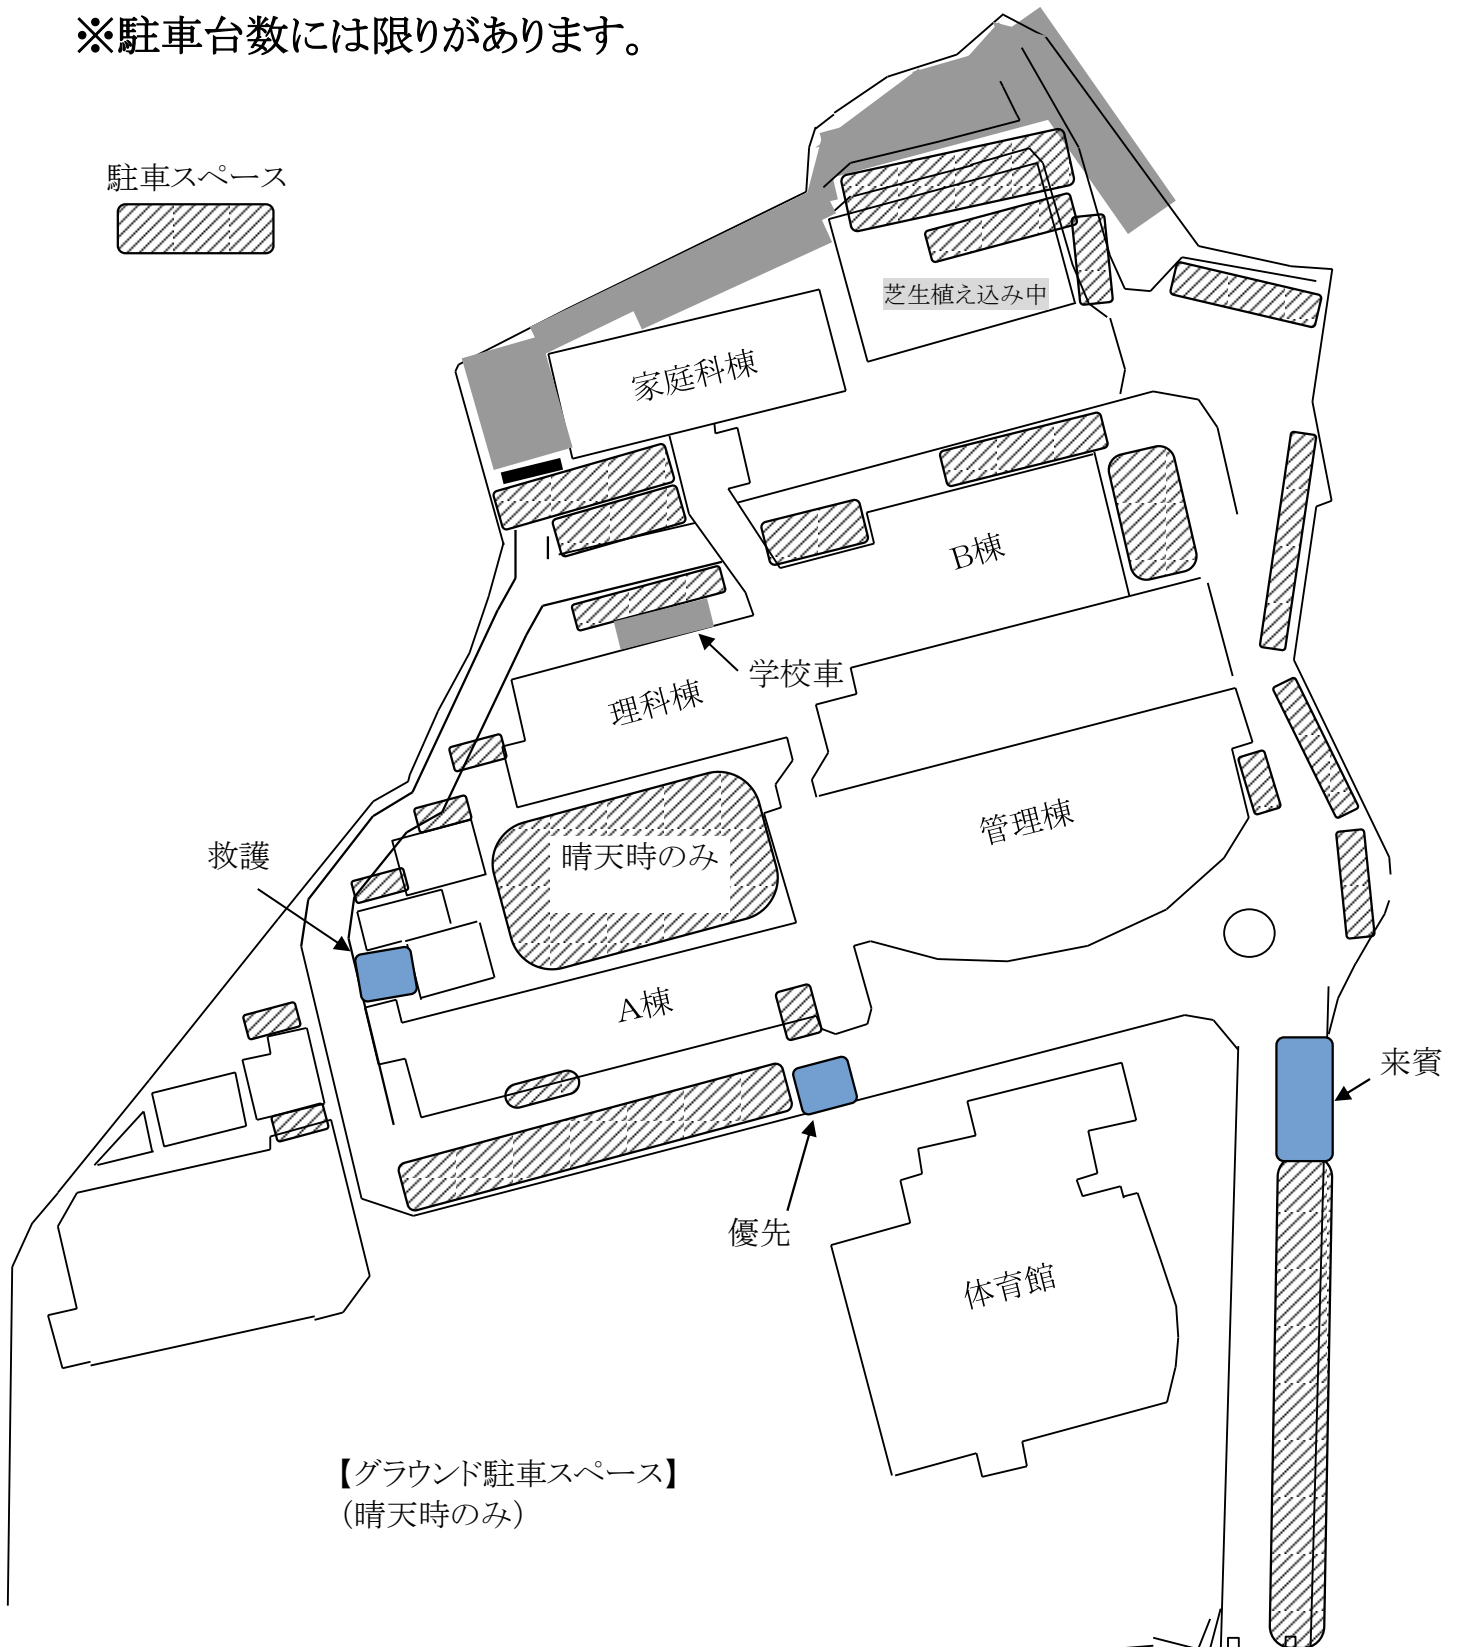 ※駐車台数には限りがあります。
駐車スペース
芝生植え込み中
家庭科棟
B棟
学校車
理科棟
管理棟
救護
晴天時のみ
A棟
来賓
優先
体育館
【グラウンド駐車スペース】
（晴天時のみ）